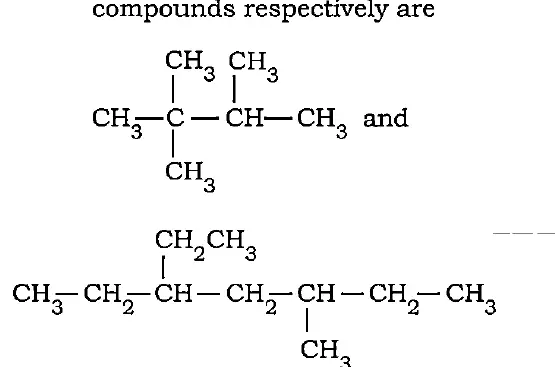 compounds respectively are
CH₃ CH₃
CH₃—C—CH—CH₃ and
CH₃
CH₂CH₃
CH₃—CH₂—CH—CH₂—CH—CH₂—CH₃
CH₃